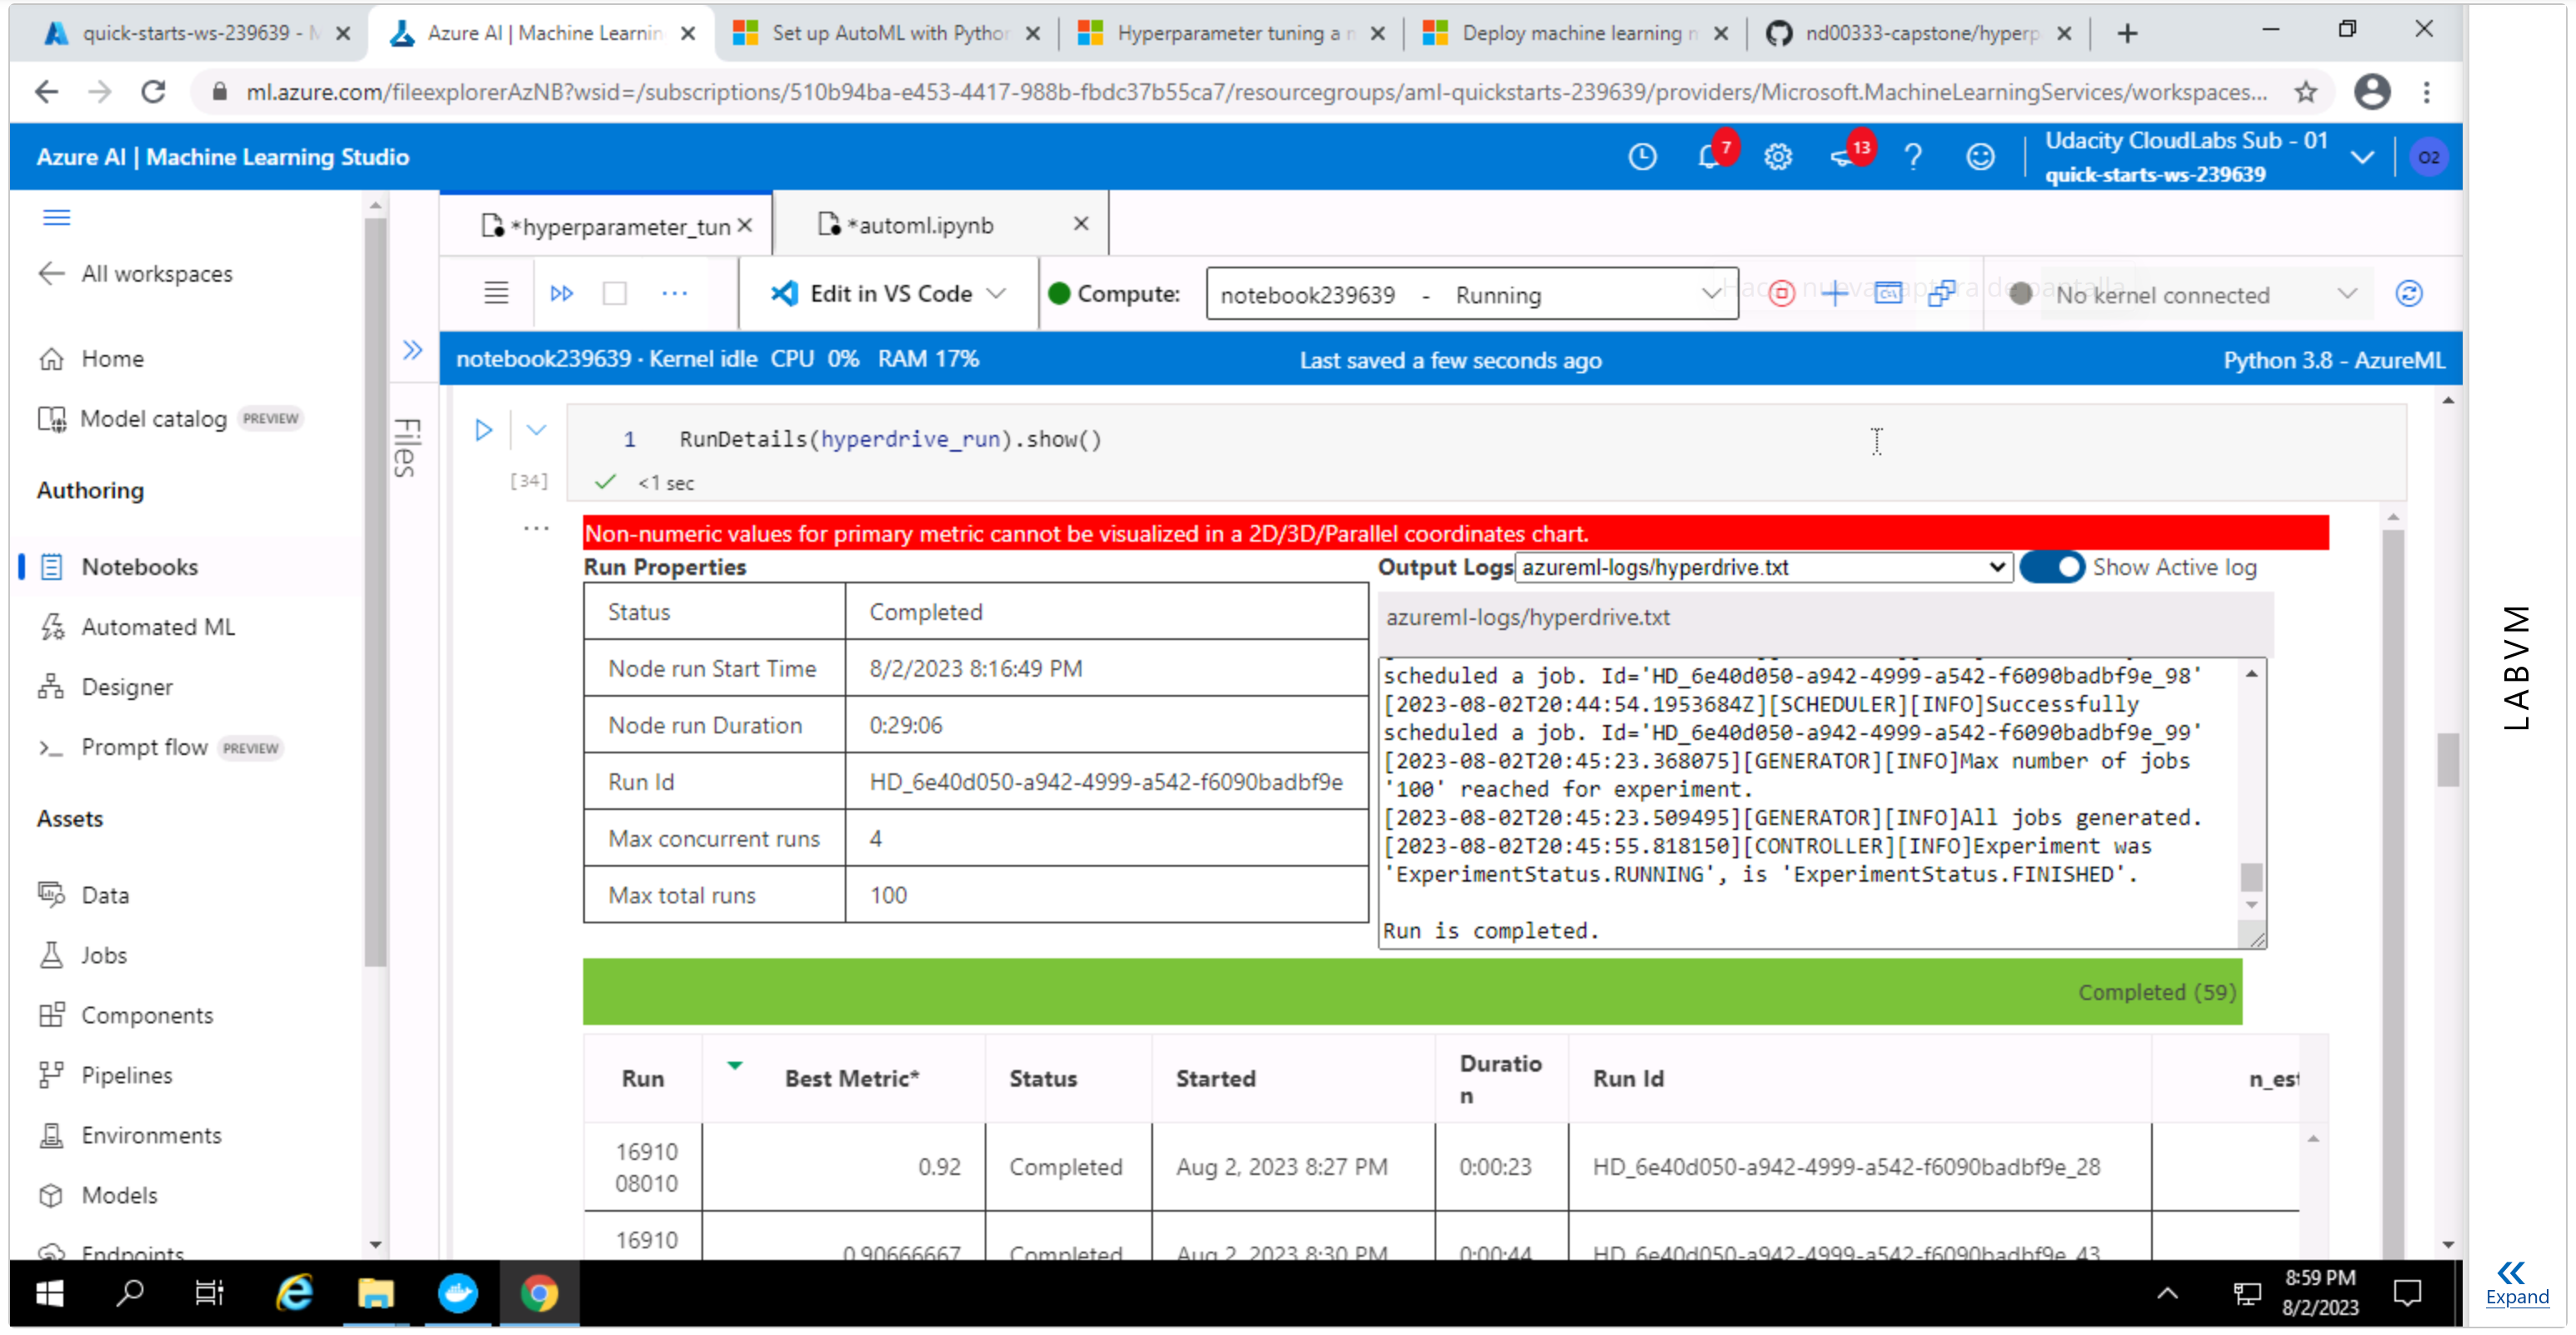 quick-starts-ws-239639 - M
Azure AI | Machine Learnin
Set up AutoML with Python
Hyperparameter tuning a m
Deploy machine learning m
nd00333-capstone/hyperp
ml.azure.com/fileexplorerAzNB?wsid=/subscriptions/510b94ba-e453-4417-988b-fbdc37b55ca7/resourcegroups/aml-quickstarts-239639/providers/Microsoft.MachineLearningServices/workspaces...
Azure AI | Machine Learning Studio
7
13
Udacity CloudLabs Sub - 01
quick-starts-ws-239639
O2
*hyperparameter_tun
*automl.ipynb
Edit in VS Code
Compute:
notebook239639 - Running
No kernel connected
notebook239639 · Kernel idle CPU 0% RAM 17%
Last saved a few seconds ago
Python 3.8 - AzureML
All workspaces
Home
Model catalog PREVIEW
Authoring
Notebooks
Automated ML
Designer
Prompt flow PREVIEW
Assets
Data
Jobs
Components
Pipelines
Environments
Models
Endpoints
Files
1 RunDetails(hyperdrive_run).show()
[34]
<1 sec
Non-numeric values for primary metric cannot be visualized in a 2D/3D/Parallel coordinates chart.
Run Properties
Status Completed
Node run Start Time 8/2/2023 8:16:49 PM
Node run Duration 0:29:06
Run Id HD_6e40d050-a942-4999-a542-f6090badbf9e
Max concurrent runs 4
Max total runs 100
Output Logs azureml-logs/hyperdrive.txt Show Active log
azureml-logs/hyperdrive.txt
scheduled a job. Id='HD_6e40d050-a942-4999-a542-f6090badbf9e_98'
[2023-08-02T20:44:54.1953684Z][SCHEDULER][INFO]Successfully
scheduled a job. Id='HD_6e40d050-a942-4999-a542-f6090badbf9e_99'
[2023-08-02T20:45:23.368075][GENERATOR][INFO]Max number of jobs
'100' reached for experiment.
[2023-08-02T20:45:23.509495][GENERATOR][INFO]All jobs generated.
[2023-08-02T20:45:55.818150][CONTROLLER][INFO]Experiment was
'ExperimentStatus.RUNNING', is 'ExperimentStatus.FINISHED'.
Run is completed.
Completed (59)
Run Best Metric* Status Started Duratio Run Id n_est
n
16910 0.92 Completed Aug 2, 2023 8:27 PM 0:00:23 HD_6e40d050-a942-4999-a542-f6090badbf9e_28
08010
16910 0.90666667 Completed Aug 2, 2023 8:30 PM 0:00:44 HD_6e40d050-a942-4999-a542-f6090badbf9e_43
8:59 PM
8/2/2023
LABVM
Expand